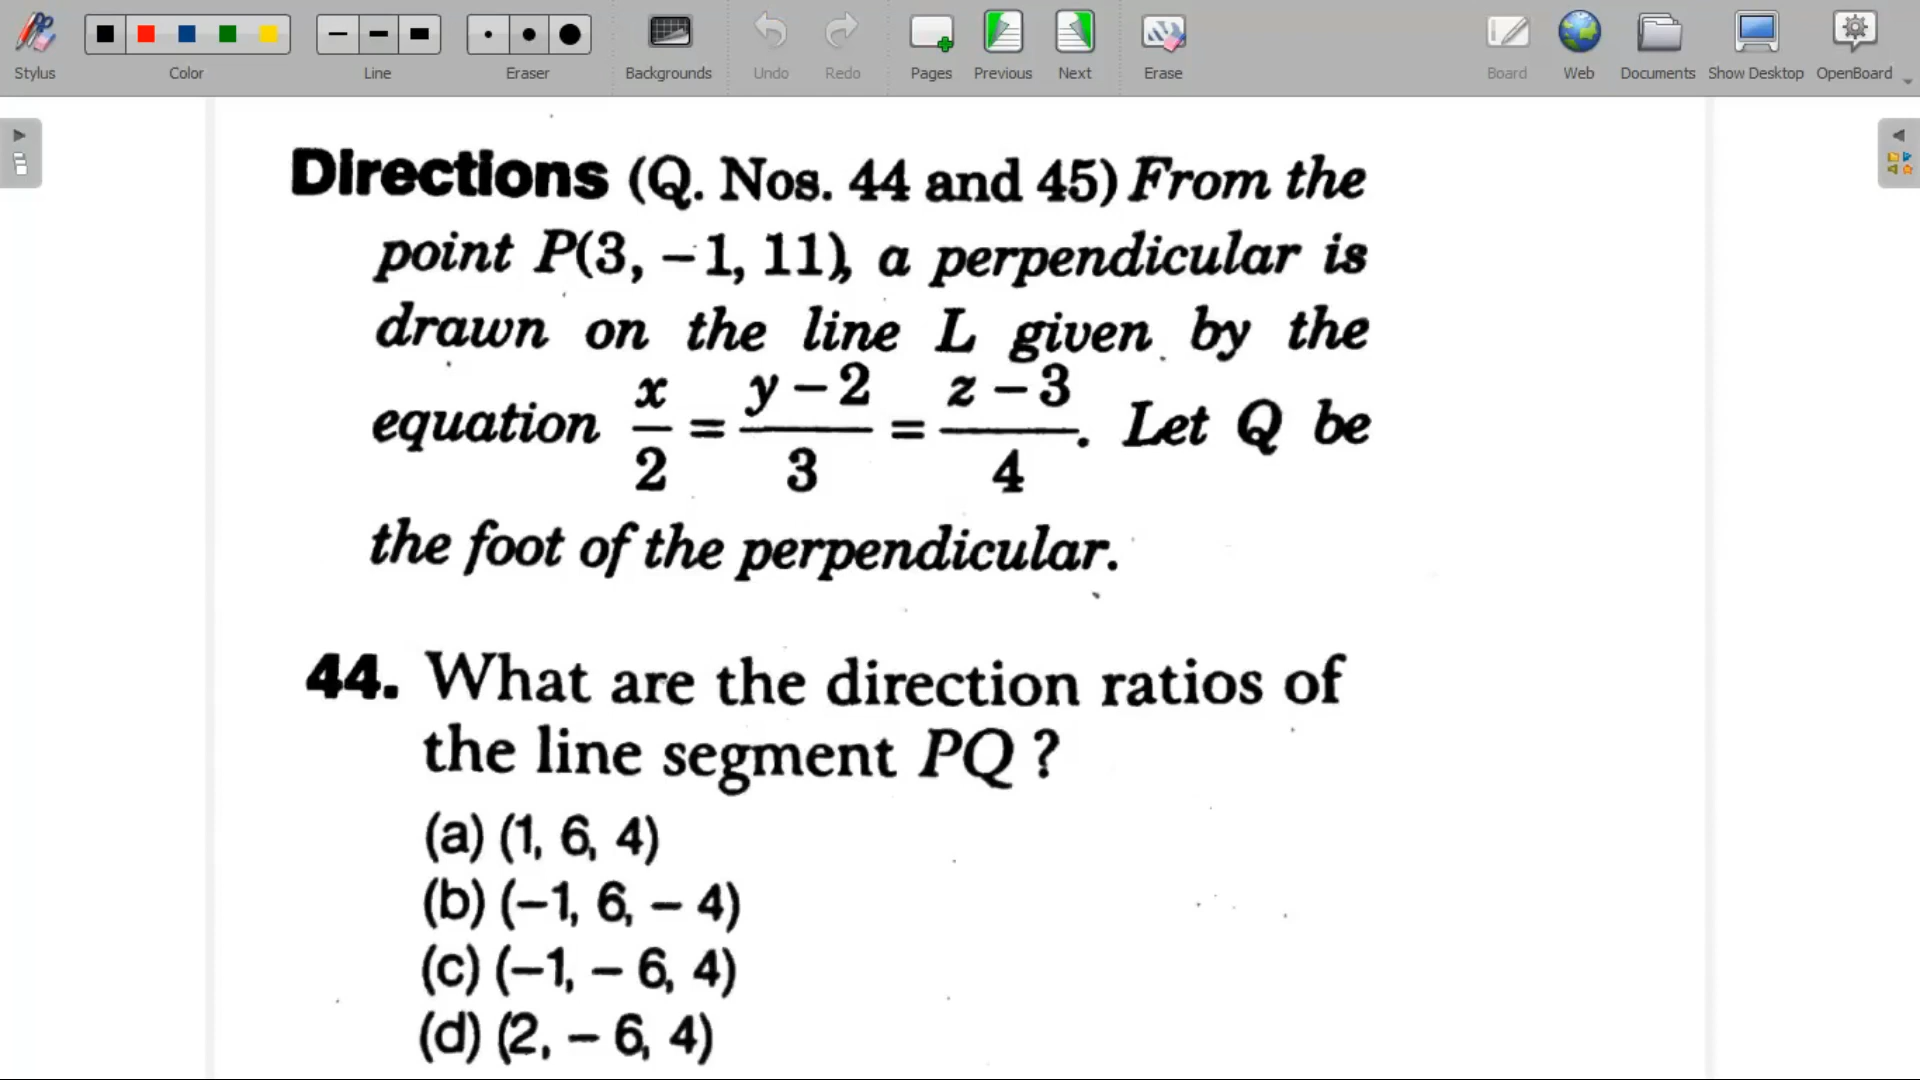 Stylus Color Line Eraser Backgrounds Undo Redo Pages Previous Next Erase Board Web Documents Show Desktop OpenBoard
Directions (Q. Nos. 44 and 45) From the
point P(3, −1, 11), a perpendicular is
drawn on the line L given by the
equation x/2 = y − 2/3 = z − 3/4. Let Q be
the foot of the perpendicular.
44. What are the direction ratios of
the line segment PQ ?
(a) (1, 6, 4)
(b) (−1, 6, − 4)
(c) (−1, − 6, 4)
(d) (2, − 6, 4)